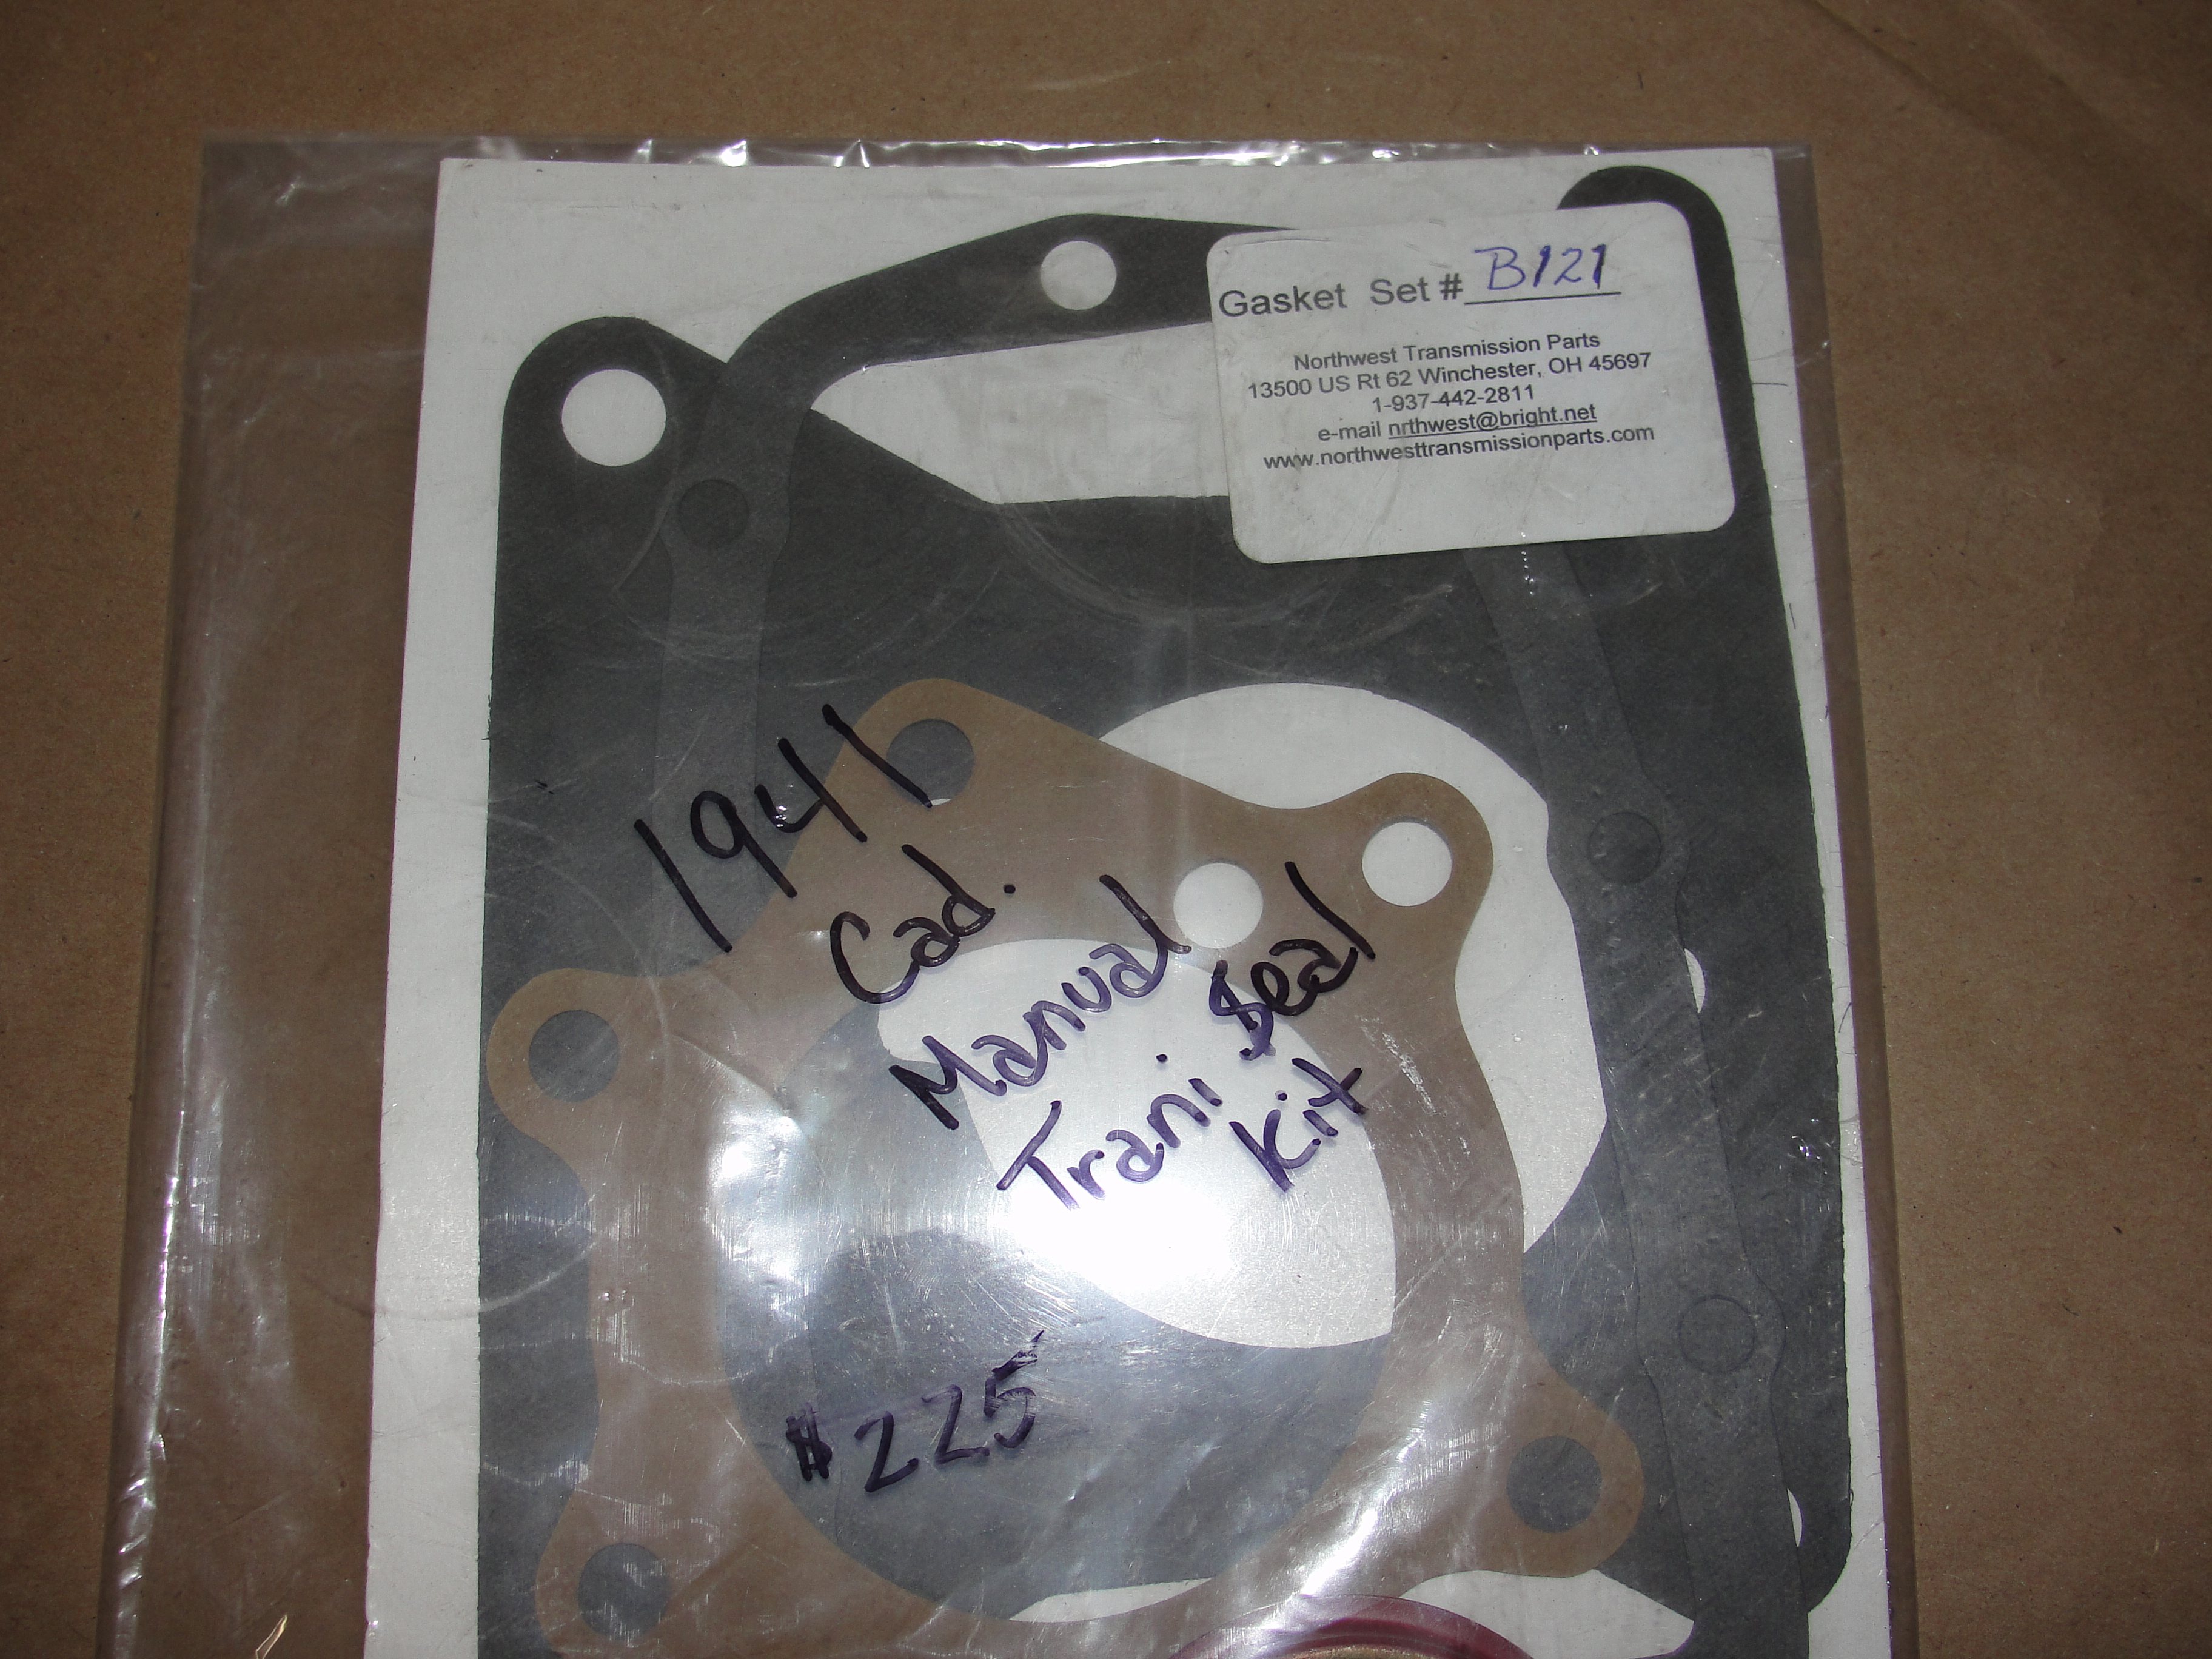 Gasket Set # B121
Northwest Transmission Parts
13500 US Rt 62 Winchester, OH 45697
1-937-442-2811
e-mail nrthwest@bright.net
www.northwesttransmissionparts.com
1941
Cad.
Manual
Trani. Seal
Kit
$225